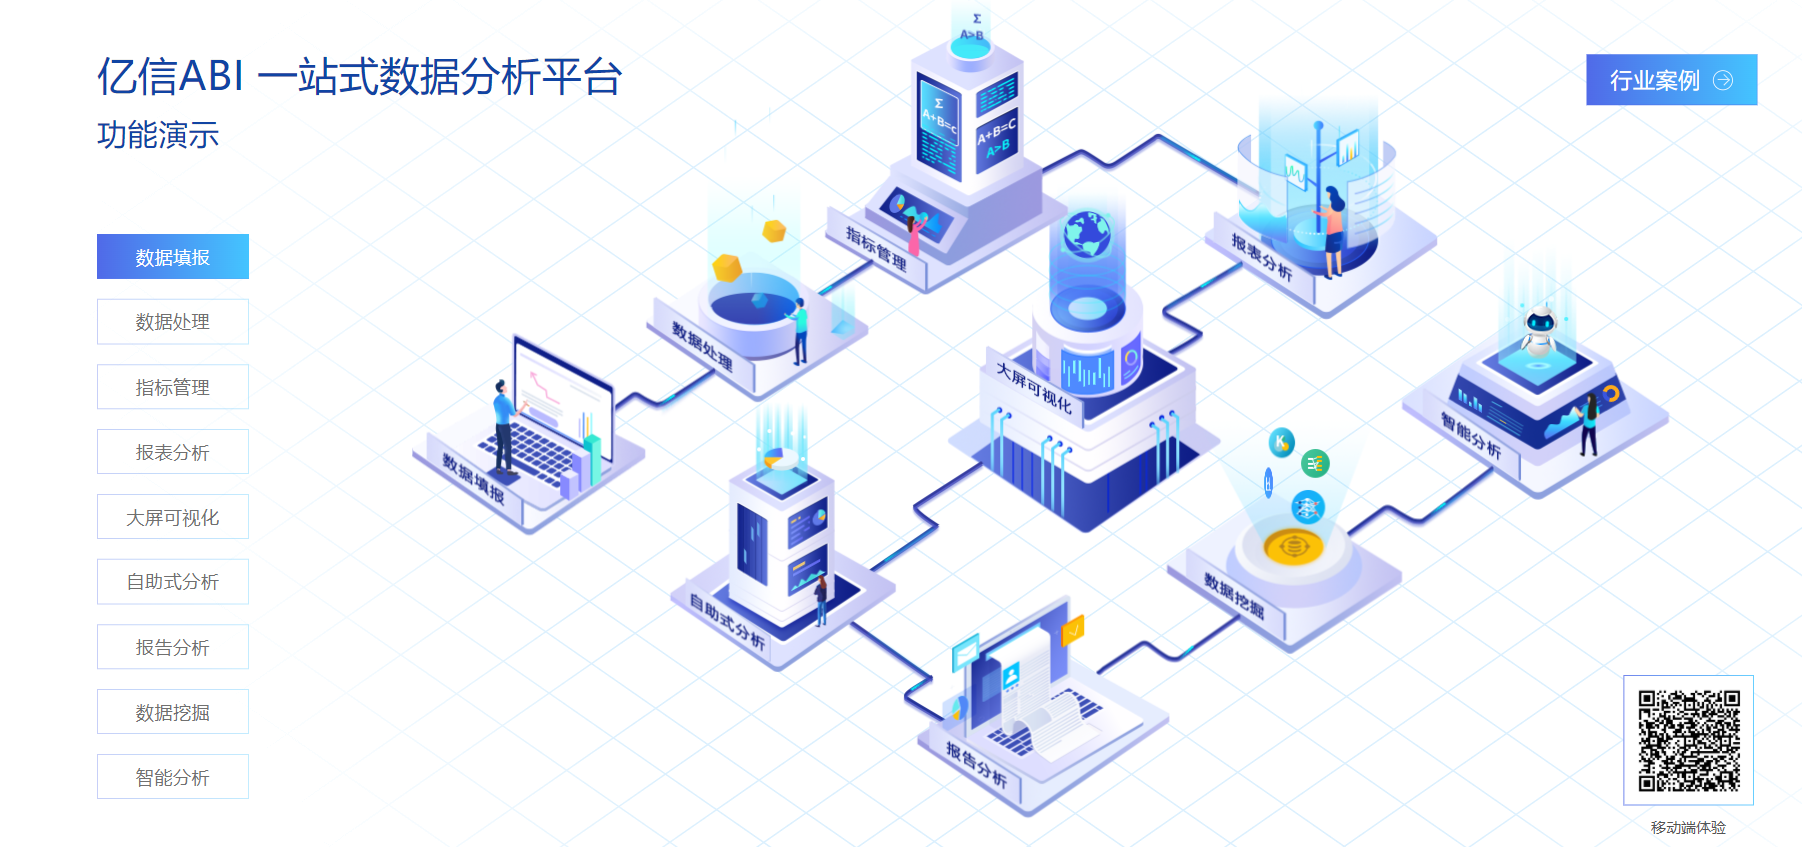 亿信ABI 一站式数据分析平台
功能演示
行业案例
数据填报
数据处理
指标管理
报表分析
大屏可视化
自助式分析
报告分析
数据挖掘
智能分析
Σ
A>B
Σ
A+B=c
A+B=C
A>B
指标管理
报表分析
数据处理
大屏可视化
数据填报
智能分析
K
H
自助式分析
数据挖掘
报告分析
移动端体验